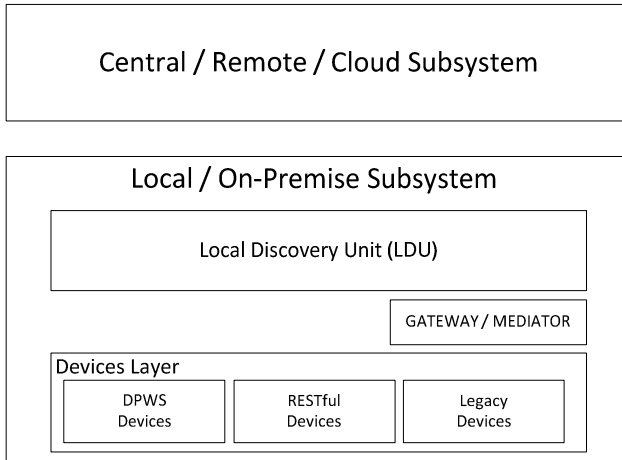 Central / Remote / Cloud Subsystem
Local / On-Premise Subsystem
Local Discovery Unit (LDU)
GATEWAY / MEDIATOR
Devices Layer
DPWS
Devices
RESTful
Devices
Legacy
Devices